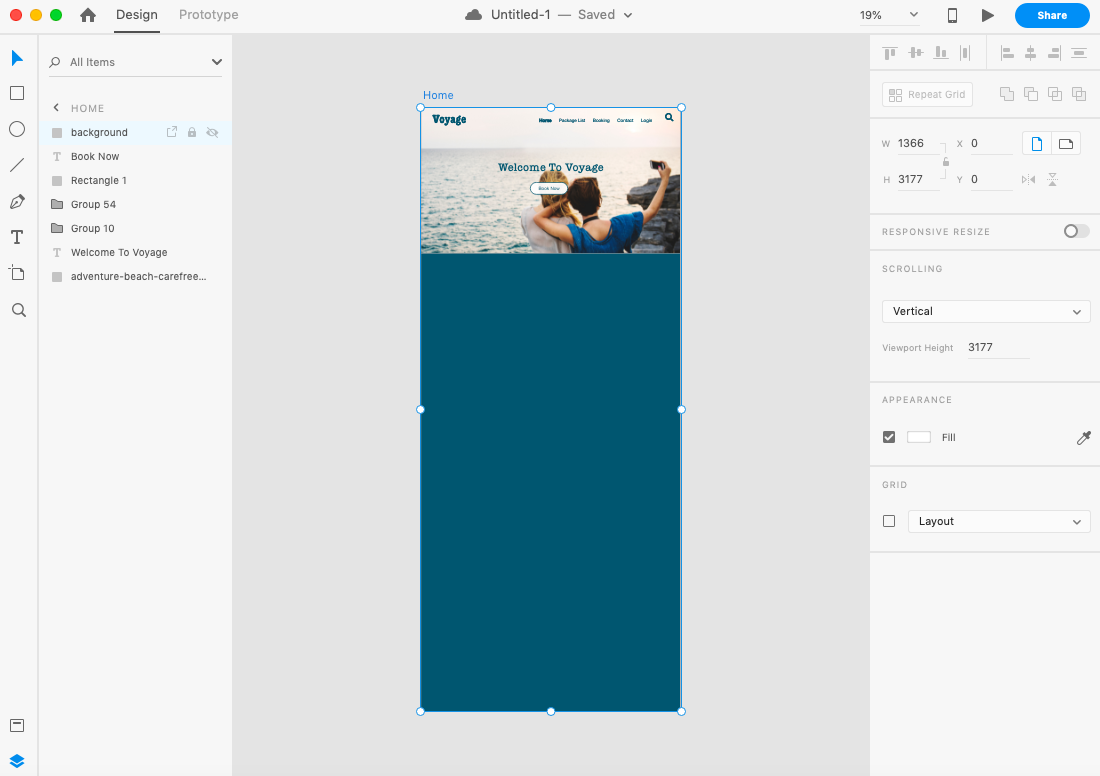 Design
Prototype
Untitled-1 — Saved
19%
Share
All Items
HOME
background
Book Now
Rectangle 1
Group 54
Group 10
Welcome To Voyage
adventure-beach-carefree...
Home
Voyage
Home Package List Booking Contact Login
Welcome To Voyage
Book Now
Repeat Grid
W 1366 X 0
H 3177 Y 0
RESPONSIVE RESIZE
SCROLLING
Vertical
Viewport Height 3177
APPEARANCE
Fill
GRID
Layout